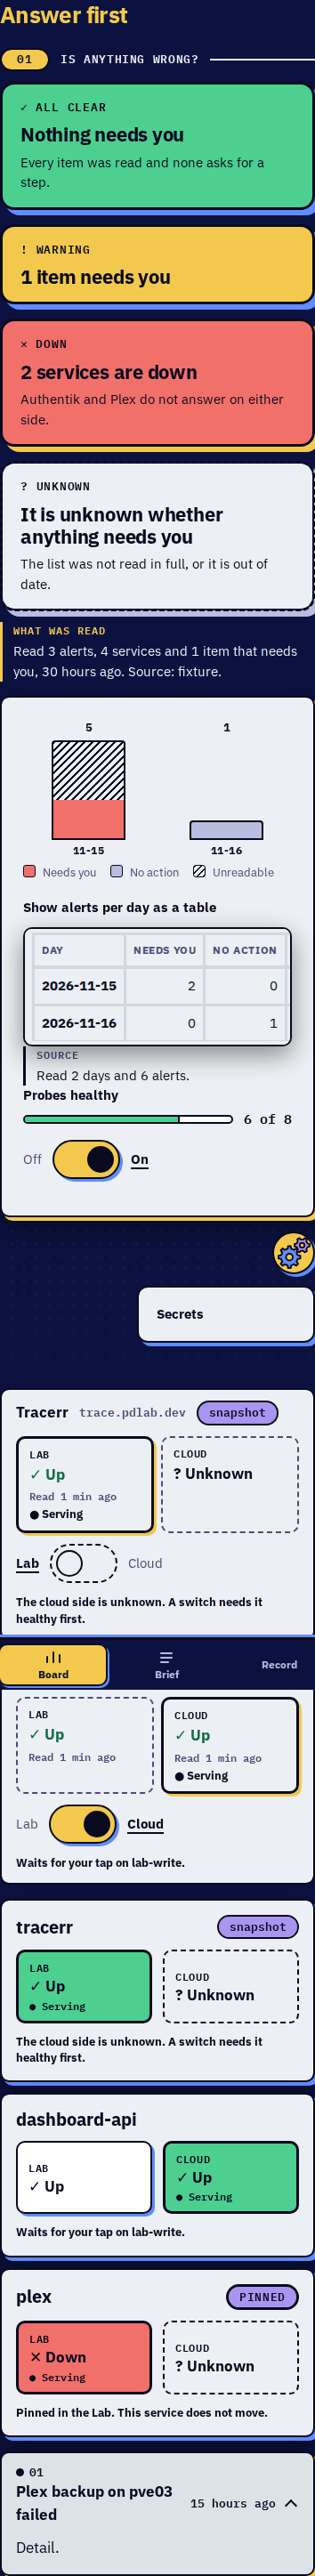 Answer first
01 IS ANYTHING WRONG?
✓ ALL CLEAR
Nothing needs you
Every item was read and none asks for a
step.
! WARNING
1 item needs you
× DOWN
2 services are down
Authentik and Plex do not answer on either
side.
? UNKNOWN
It is unknown whether
anything needs you
The list was not read in full, or it is out of
date.
WHAT WAS READ
Read 3 alerts, 4 services and 1 item that needs
you, 30 hours ago. Source: fixture.
5 1
11-15 11-16
Needs you No action Unreadable
Show alerts per day as a table
DAY NEEDS YOU NO ACTION
2026-11-15 2 0
2026-11-16 0 1
SOURCE
Read 2 days and 6 alerts.
Probes healthy
6 of 8
Off On
Secrets
Tracerr trace.pdlab.dev snapshot
LAB CLOUD
✓ Up ? Unknown
Read 1 min ago
● Serving
Lab Cloud
The cloud side is unknown. A switch needs it
healthy first.
Board Brief Record
LAB CLOUD
✓ Up ✓ Up
Read 1 min ago Read 1 min ago
● Serving
Lab Cloud
Waits for your tap on lab-write.
tracerr snapshot
LAB CLOUD
✓ Up ? Unknown
● Serving
The cloud side is unknown. A switch needs it
healthy first.
dashboard-api
LAB CLOUD
✓ Up ✓ Up
● Serving
Waits for your tap on lab-write.
plex PINNED
LAB CLOUD
✕ Down ? Unknown
● Serving
Pinned in the Lab. This service does not move.
● 01
Plex backup on pve03
failed
15 hours ago
Detail.